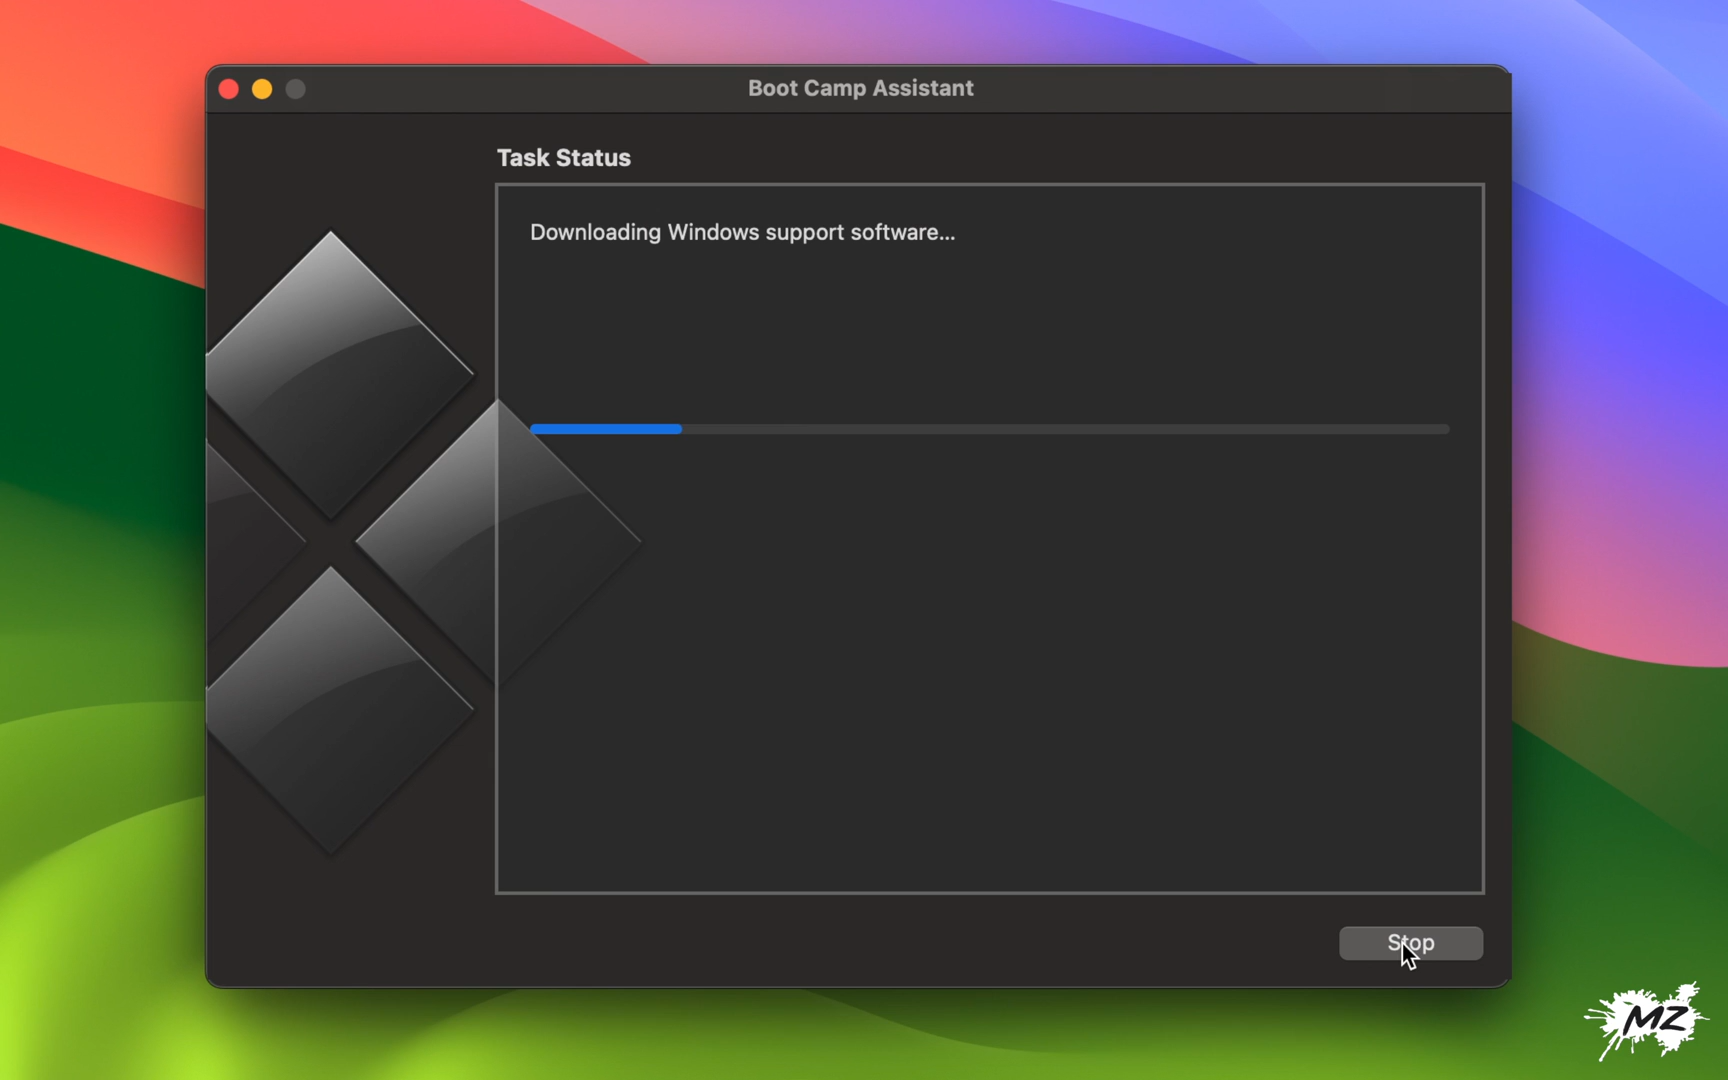 Boot Camp Assistant
Task Status
Downloading Windows support software...
Stop
MZ